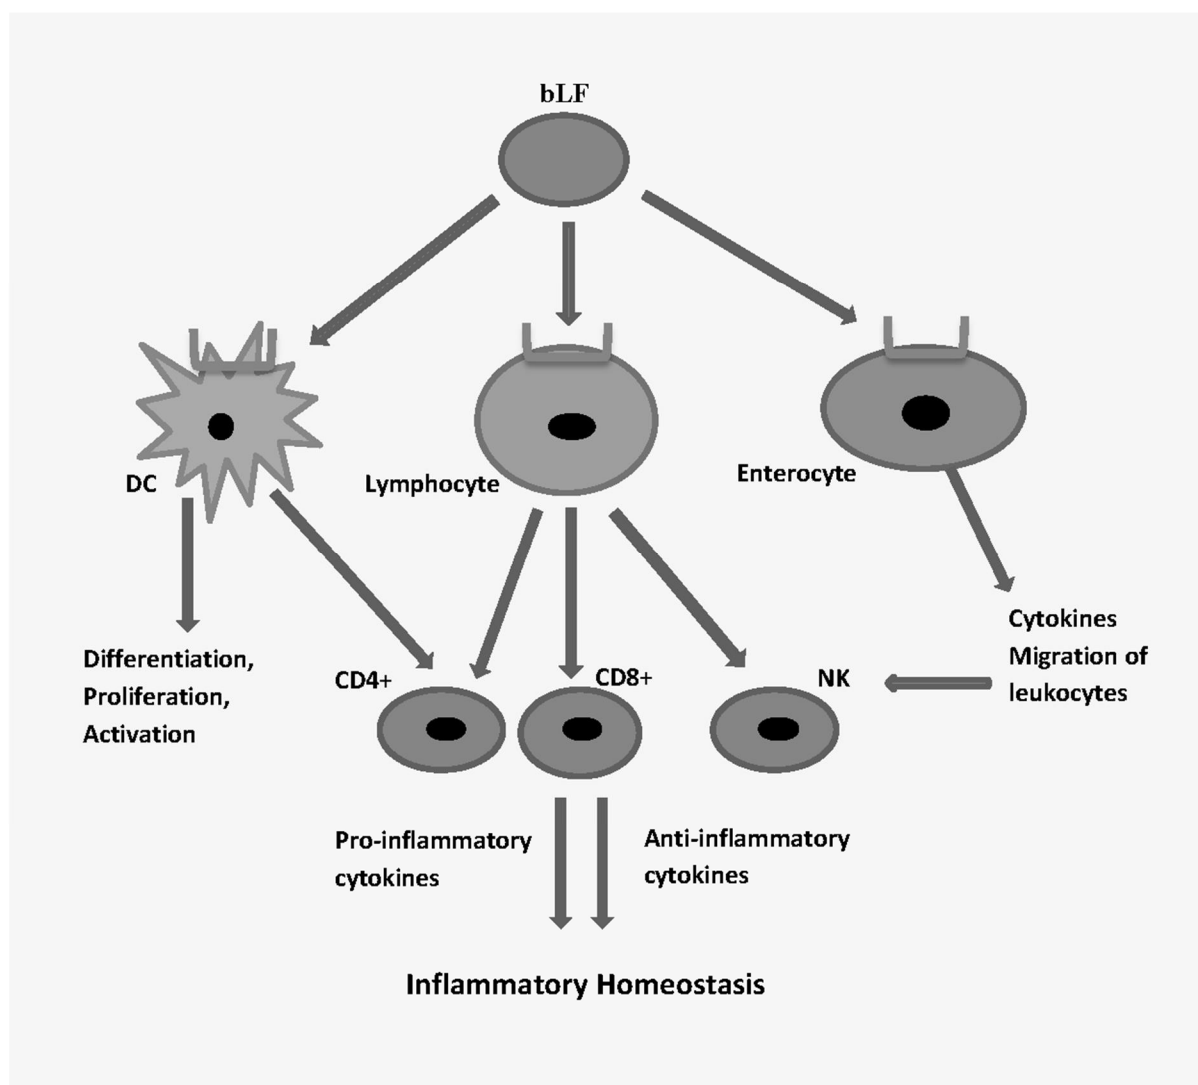 bLF
DC
Lymphocyte
Enterocyte
Differentiation,
Proliferation,
Activation
CD4+
CD8+
NK
Cytokines
Migration of
leukocytes
Pro-inflammatory
cytokines
Anti-inflammatory
cytokines
Inflammatory Homeostasis